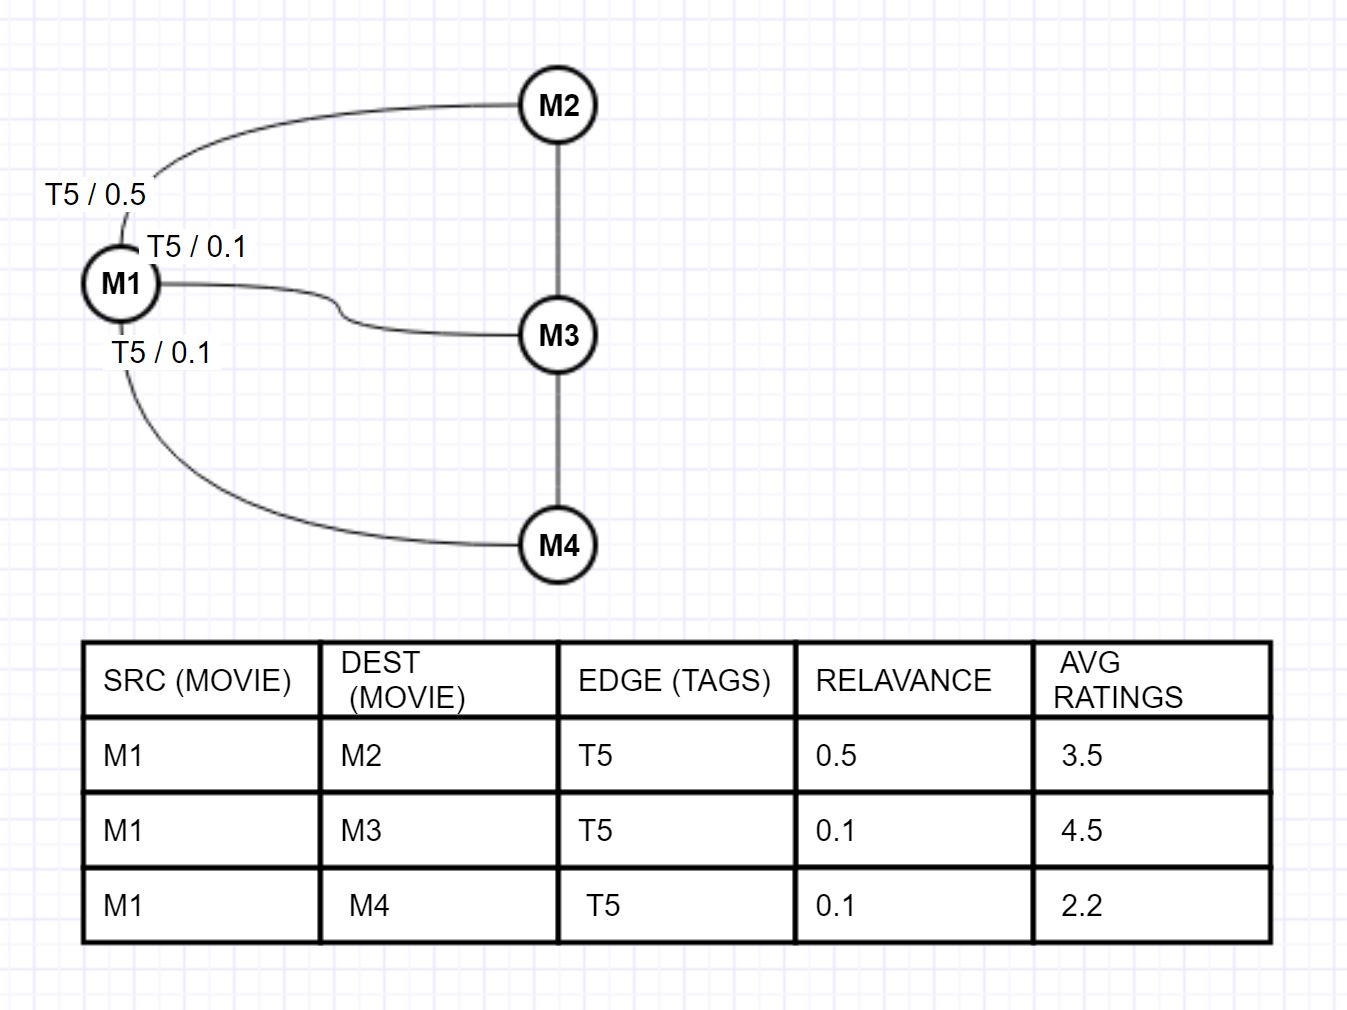 M2
T5 / 0.5
T5 / 0.1
M1
M3
T5 / 0.1
M4
SRC (MOVIE) DEST (MOVIE) EDGE (TAGS) RELAVANCE AVG RATINGS
M1 M2 T5 0.5 3.5
M1 M3 T5 0.1 4.5
M1 M4 T5 0.1 2.2